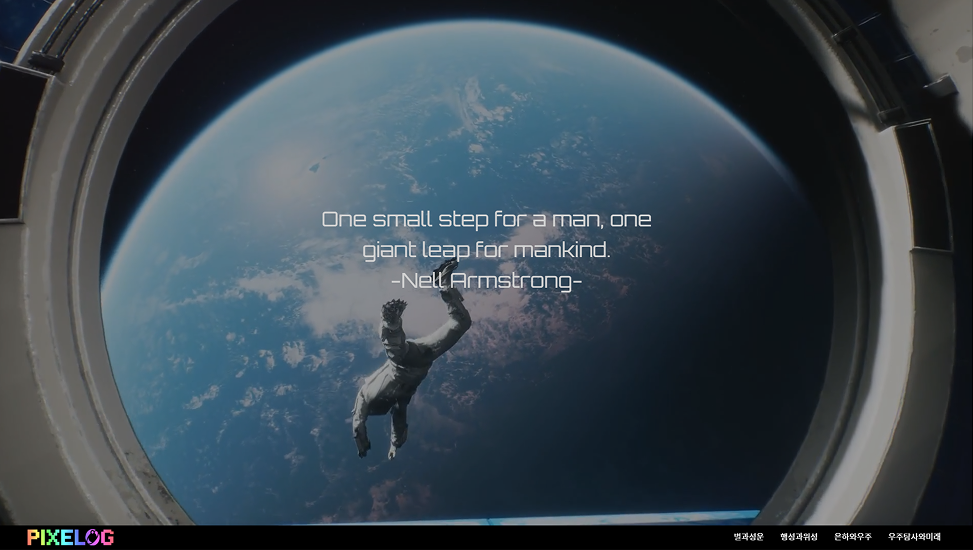 One small step for a man, one
giant leap for mankind.
-Nell Armstrong-
PIXELOG
별과성운 행성과위성 은하와우주 우주탐사와미래